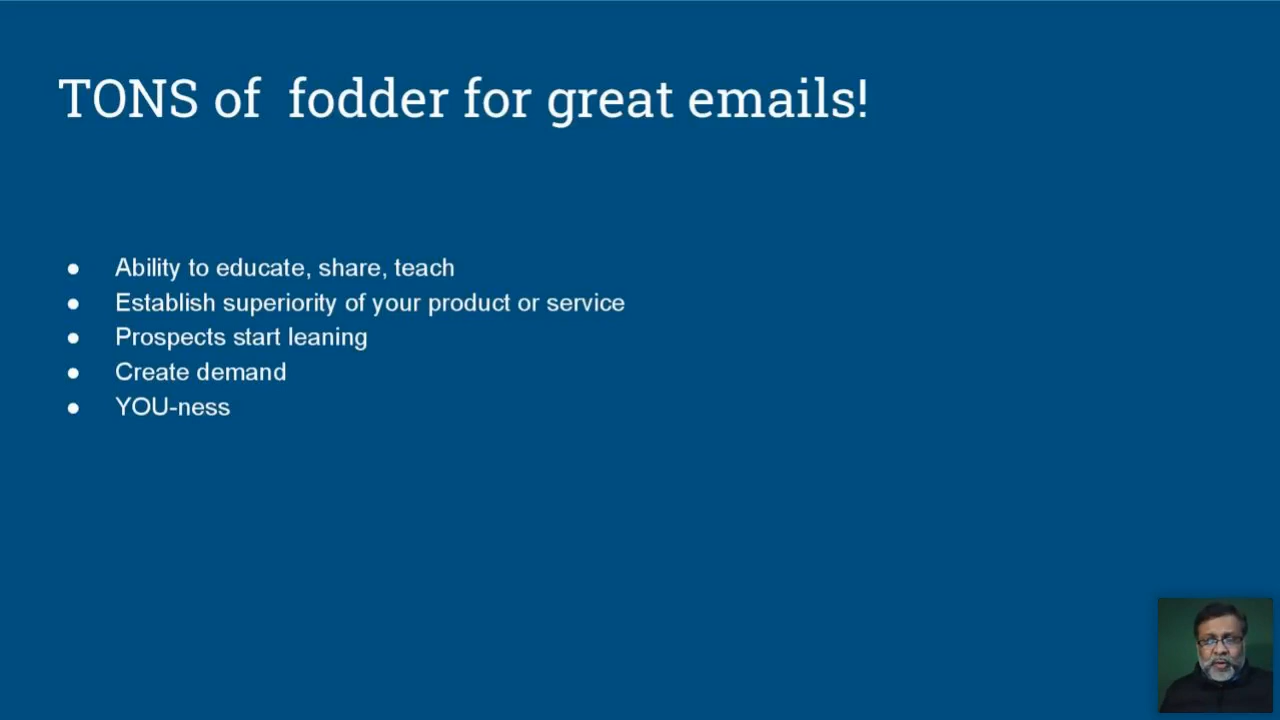 TONS of  fodder for great emails!
● Ability to educate, share, teach
● Establish superiority of your product or service
● Prospects start leaning
● Create demand
● YOU-ness